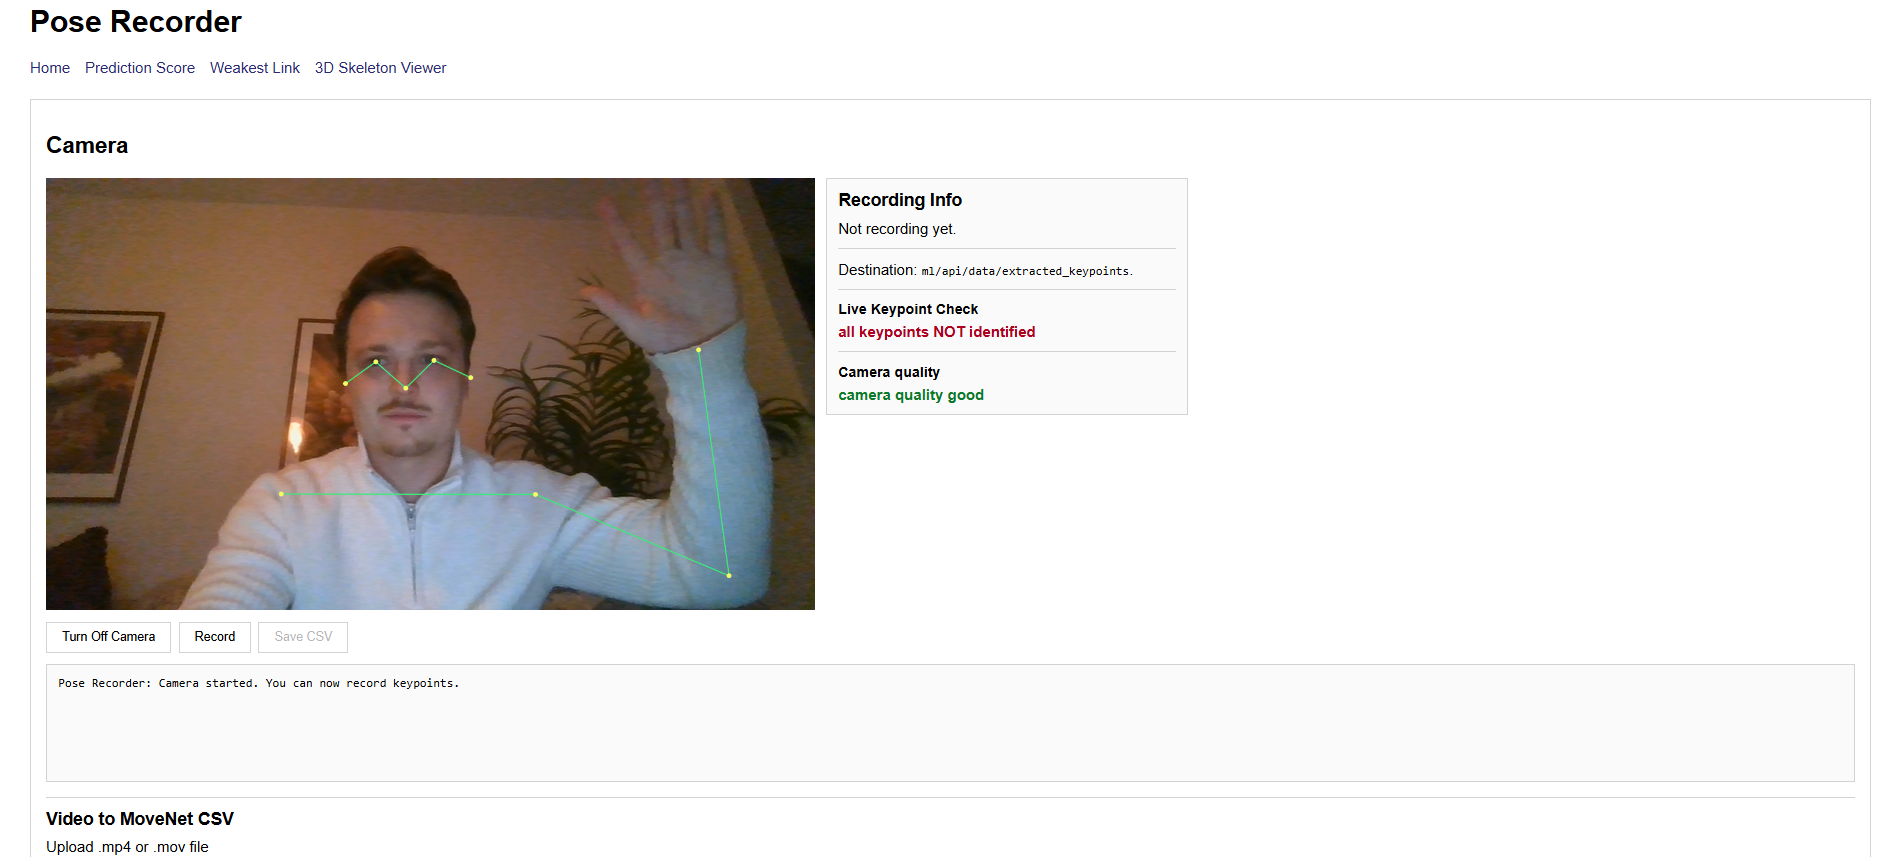 Pose Recorder
Home Prediction Score Weakest Link 3D Skeleton Viewer
Camera
Recording Info
Not recording yet.
Destination: ml/api/data/extracted_keypoints.
Live Keypoint Check
all keypoints NOT identified
Camera quality
camera quality good
Turn Off Camera Record Save CSV
Pose Recorder: Camera started. You can now record keypoints.
Video to MoveNet CSV
Upload .mp4 or .mov file